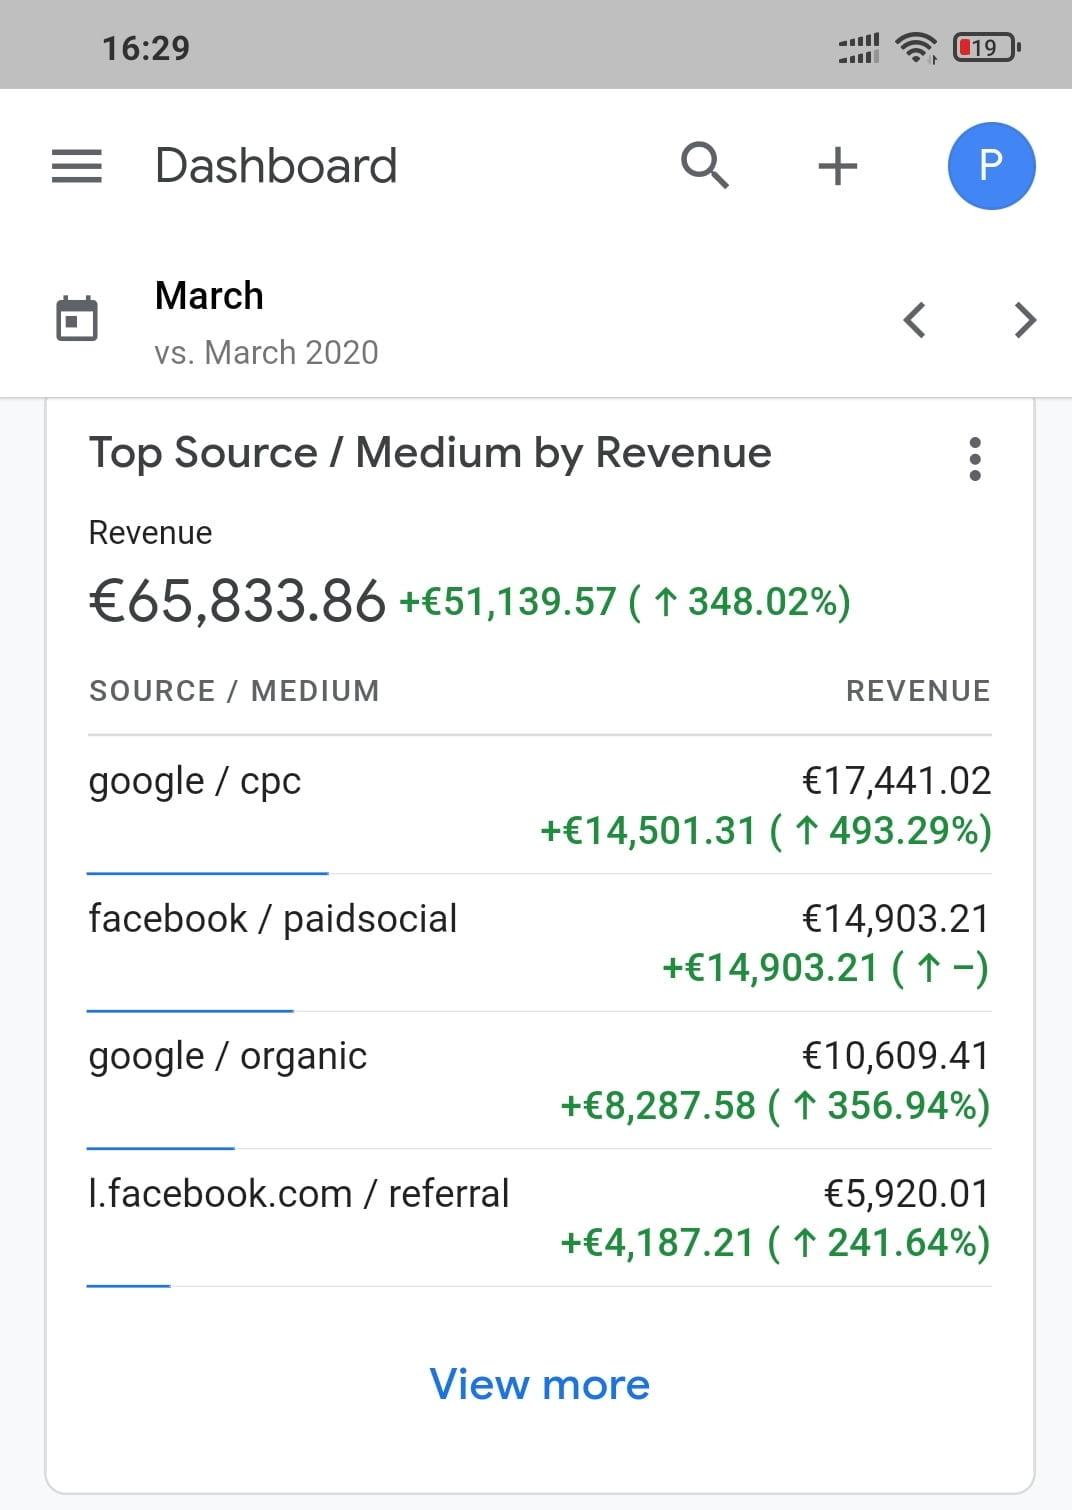 16:29
19
Dashboard
P
March
vs. March 2020
Top Source / Medium by Revenue
Revenue
€65,833.86 +€51,139.57 ( ↑ 348.02%)
SOURCE / MEDIUM REVENUE
google / cpc €17,441.02
+€14,501.31 ( ↑ 493.29%)
facebook / paidsocial €14,903.21
+€14,903.21 ( ↑ –)
google / organic €10,609.41
+€8,287.58 ( ↑ 356.94%)
l.facebook.com / referral €5,920.01
+€4,187.21 ( ↑ 241.64%)
View more